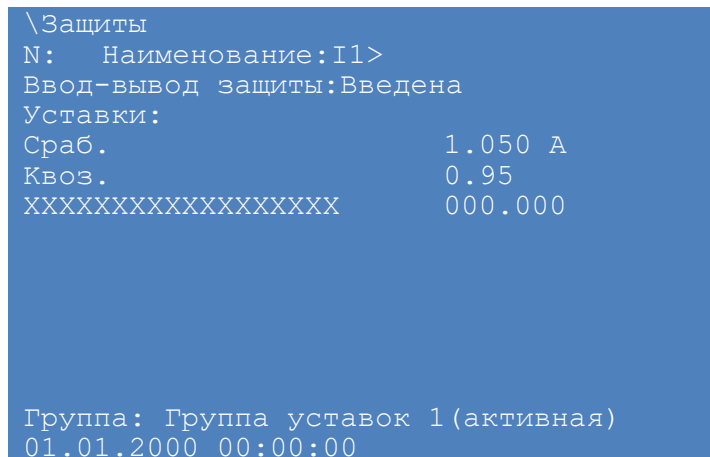 \Защиты
N: Наименование:I1>
Ввод-вывод защиты:Введена
Уставки:
Сраб. 1.050 А
Квоз. 0.95
XXXXXXXXXXXXXXXXXX 000.000
Группа: Группа уставок 1(активная)
01.01.2000 00:00:00